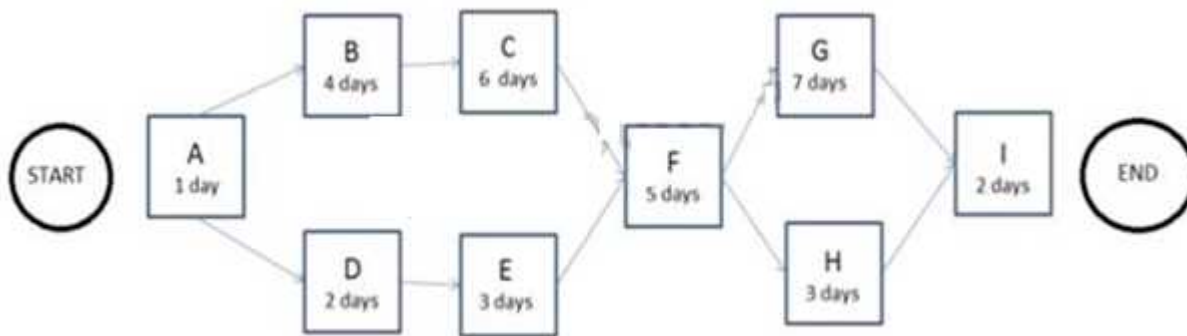 START
A
1 day
B
4 days
C
6 days
D
2 days
E
3 days
F
5 days
G
7 days
H
3 days
I
2 days
END